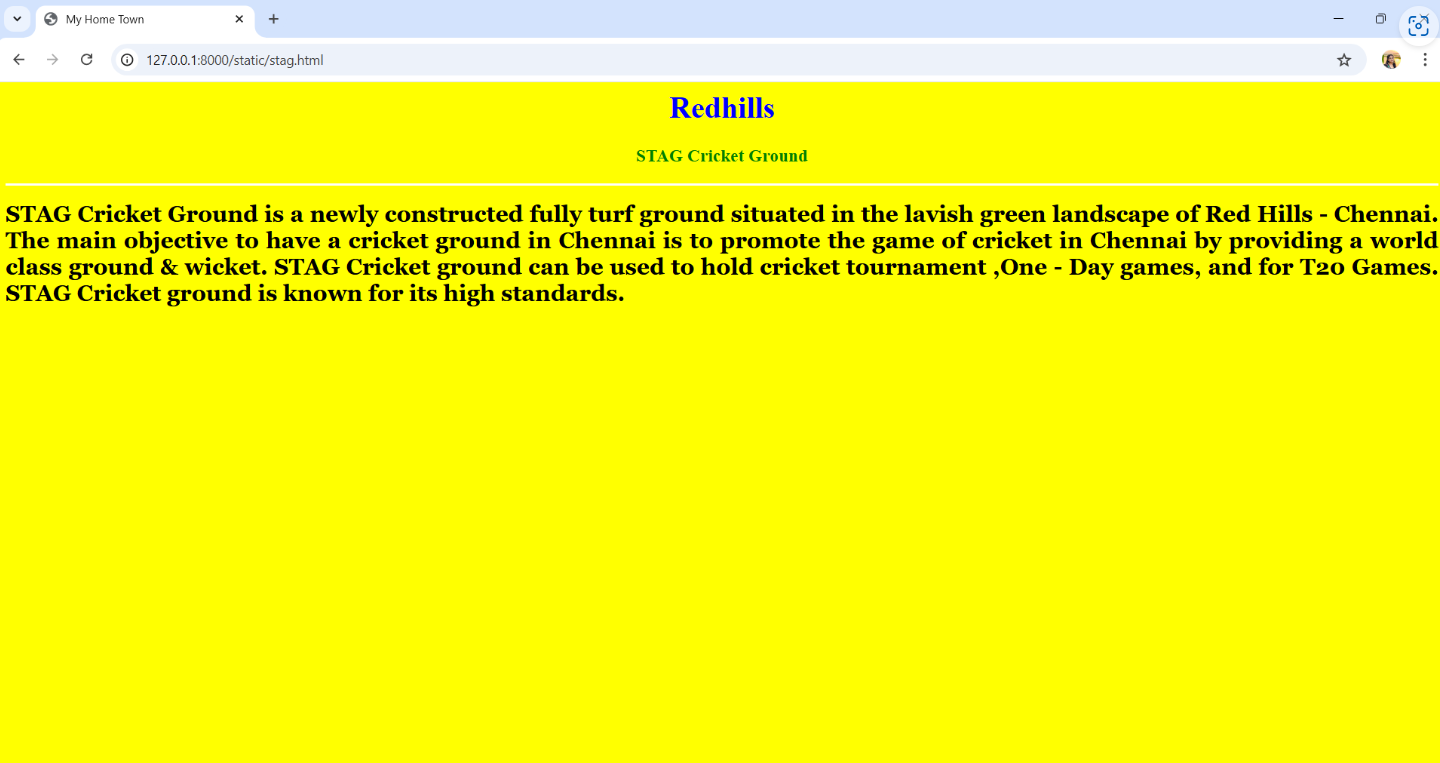 My Home Town
127.0.0.1:8000/static/stag.html
Redhills
STAG Cricket Ground
STAG Cricket Ground is a newly constructed fully turf ground situated in the lavish green landscape of Red Hills - Chennai.
The main objective to have a cricket ground in Chennai is to promote the game of cricket in Chennai by providing a world
class ground & wicket. STAG Cricket ground can be used to hold cricket tournament ,One - Day games, and for T20 Games.
STAG Cricket ground is known for its high standards.